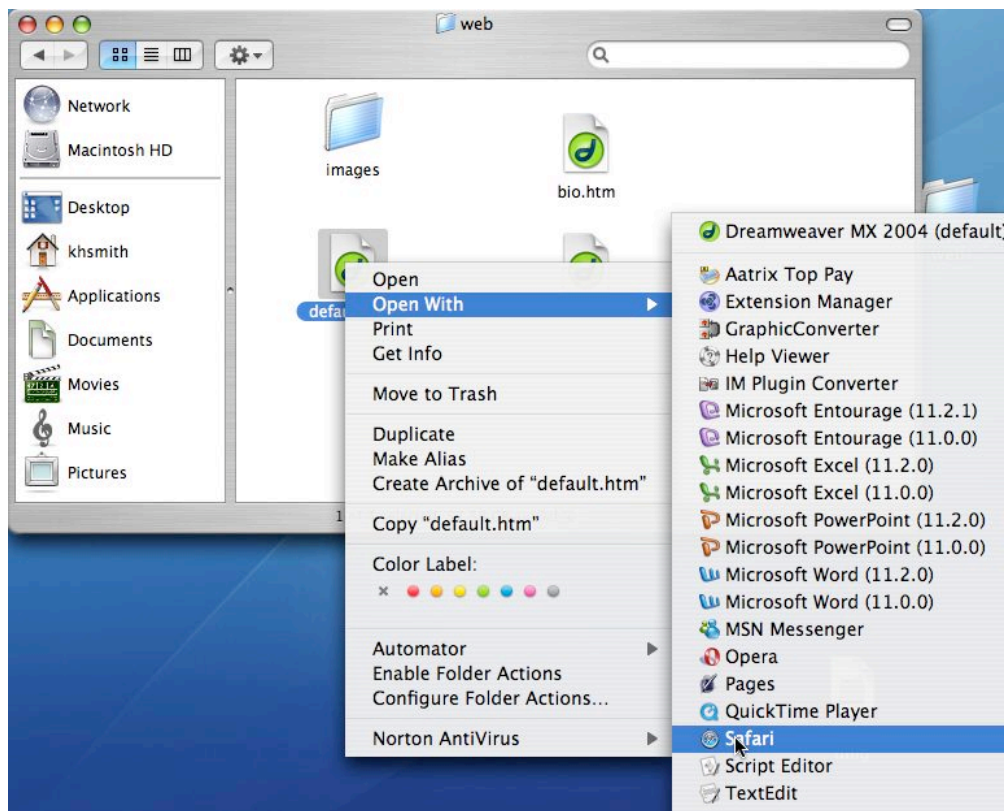 web
Network
Macintosh HD
Desktop
khsmith
Applications
Documents
Movies
Music
Pictures
images
bio.htm
Open
Open With
Print
Get Info
Move to Trash
Duplicate
Make Alias
Create Archive of “default.htm”
Copy “default.htm”
Color Label:
Automator
Enable Folder Actions
Configure Folder Actions...
Norton AntiVirus
Dreamweaver MX 2004 (default)
Aatrix Top Pay
Extension Manager
GraphicConverter
Help Viewer
IM Plugin Converter
Microsoft Entourage (11.2.1)
Microsoft Entourage (11.0.0)
Microsoft Excel (11.2.0)
Microsoft Excel (11.0.0)
Microsoft PowerPoint (11.2.0)
Microsoft PowerPoint (11.0.0)
Microsoft Word (11.2.0)
Microsoft Word (11.0.0)
MSN Messenger
Opera
Pages
QuickTime Player
Safari
Script Editor
TextEdit